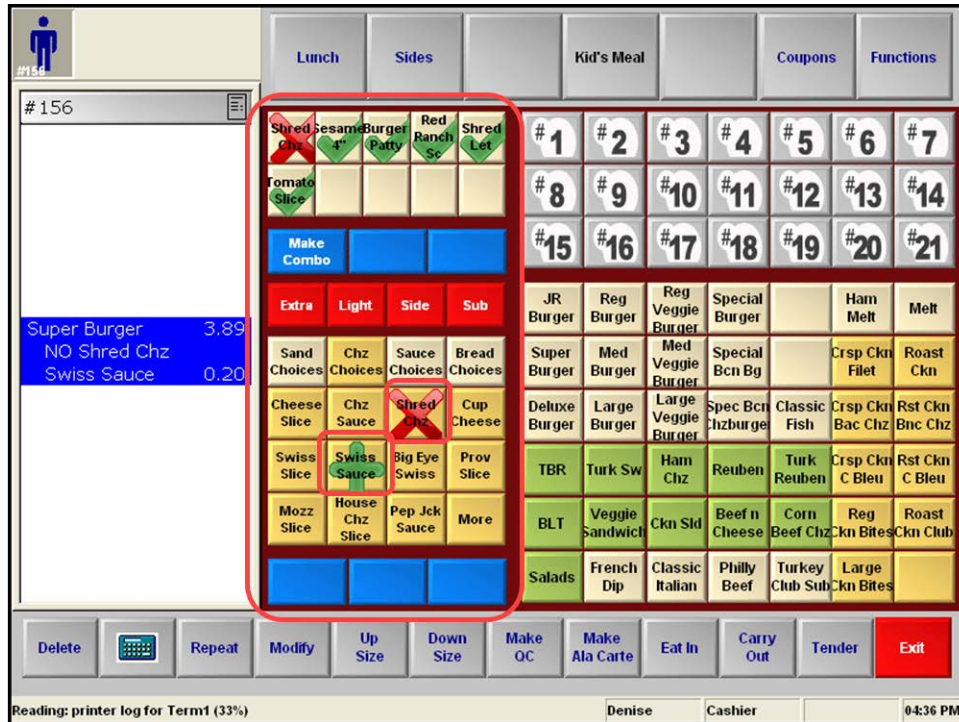 #156
Lunch
Sides
Kid's Meal
Coupons
Functions
#156
Super Burger 3.89
NO Shred Chz
Swiss Sauce 0.20
Shred Chz
Sesame 4"
Burger Patty
Red Ranch Sc
Shred Let
Tomato Slice
Make Combo
Extra
Light
Side
Sub
Sand Choices
Chz Choices
Sauce Choices
Bread Choices
Cheese Slice
Chz Sauce
Shred Chz
Cup Cheese
Swiss Slice
Swiss Sauce
Big Eye Swiss
Prov Slice
Mozz Slice
House Chz Slice
Pep Jck Sauce
More
#1
#2
#3
#4
#5
#6
#7
#8
#9
#10
#11
#12
#13
#14
#15
#16
#17
#18
#19
#20
#21
JR Burger
Reg Burger
Reg Veggie Burger
Special Burger
Ham Melt
Melt
Super Burger
Med Burger
Med Veggie Burger
Special Bcn Bg
Crsp Ckn Filet
Roast Ckn
Deluxe Burger
Large Burger
Large Veggie Burger
Spec Bcn Chzburger
Classic Fish
Crsp Ckn Bac Chz
Rst Ckn Bnc Chz
TBR
Turk Sw
Ham Chz
Reuben
Turk Reuben
Crsp Ckn C Bleu
Rst Ckn C Bleu
BLT
Veggie Sandwich
Ckn Sld
Beef n Cheese
Corn Beef Chz
Reg Ckn Bites
Roast Ckn Club
Salads
French Dip
Classic Italian
Philly Beef
Turkey Club Sub
Large Ckn Bites
Delete
Repeat
Modify
Up Size
Down Size
Make QC
Make Ala Carte
Eat In
Carry Out
Tender
Exit
Reading: printer log for Term1 (33%)
Denise
Cashier
04:36 PM